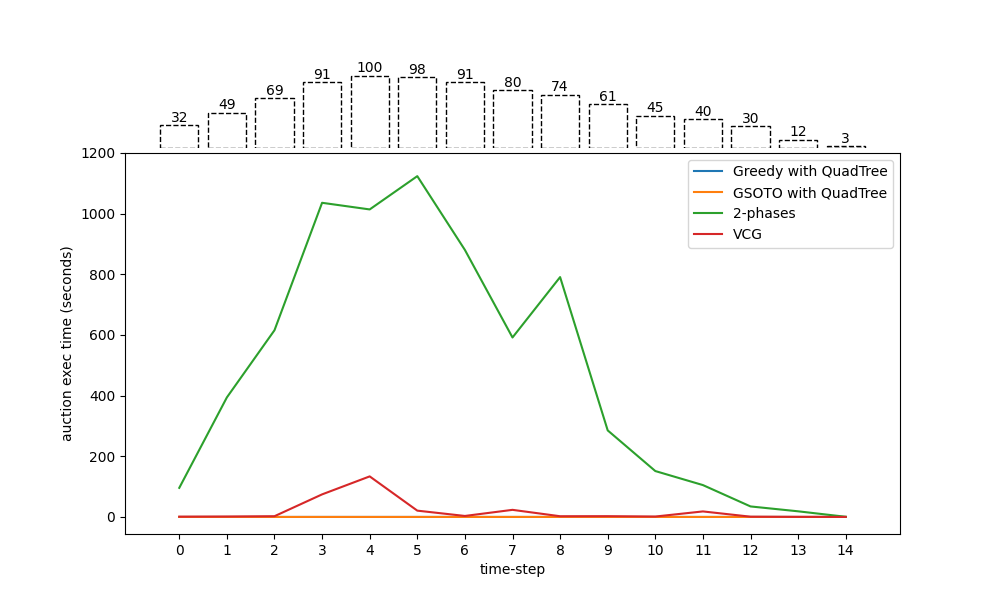 32 49 69 91 100 98 91 80 74 61 45 40 30 12 3
1200
1000
800
600
400
200
0
auction exec time (seconds)
Greedy with QuadTree
GSOTO with QuadTree
2-phases
VCG
0 1 2 3 4 5 6 7 8 9 10 11 12 13 14
time-step